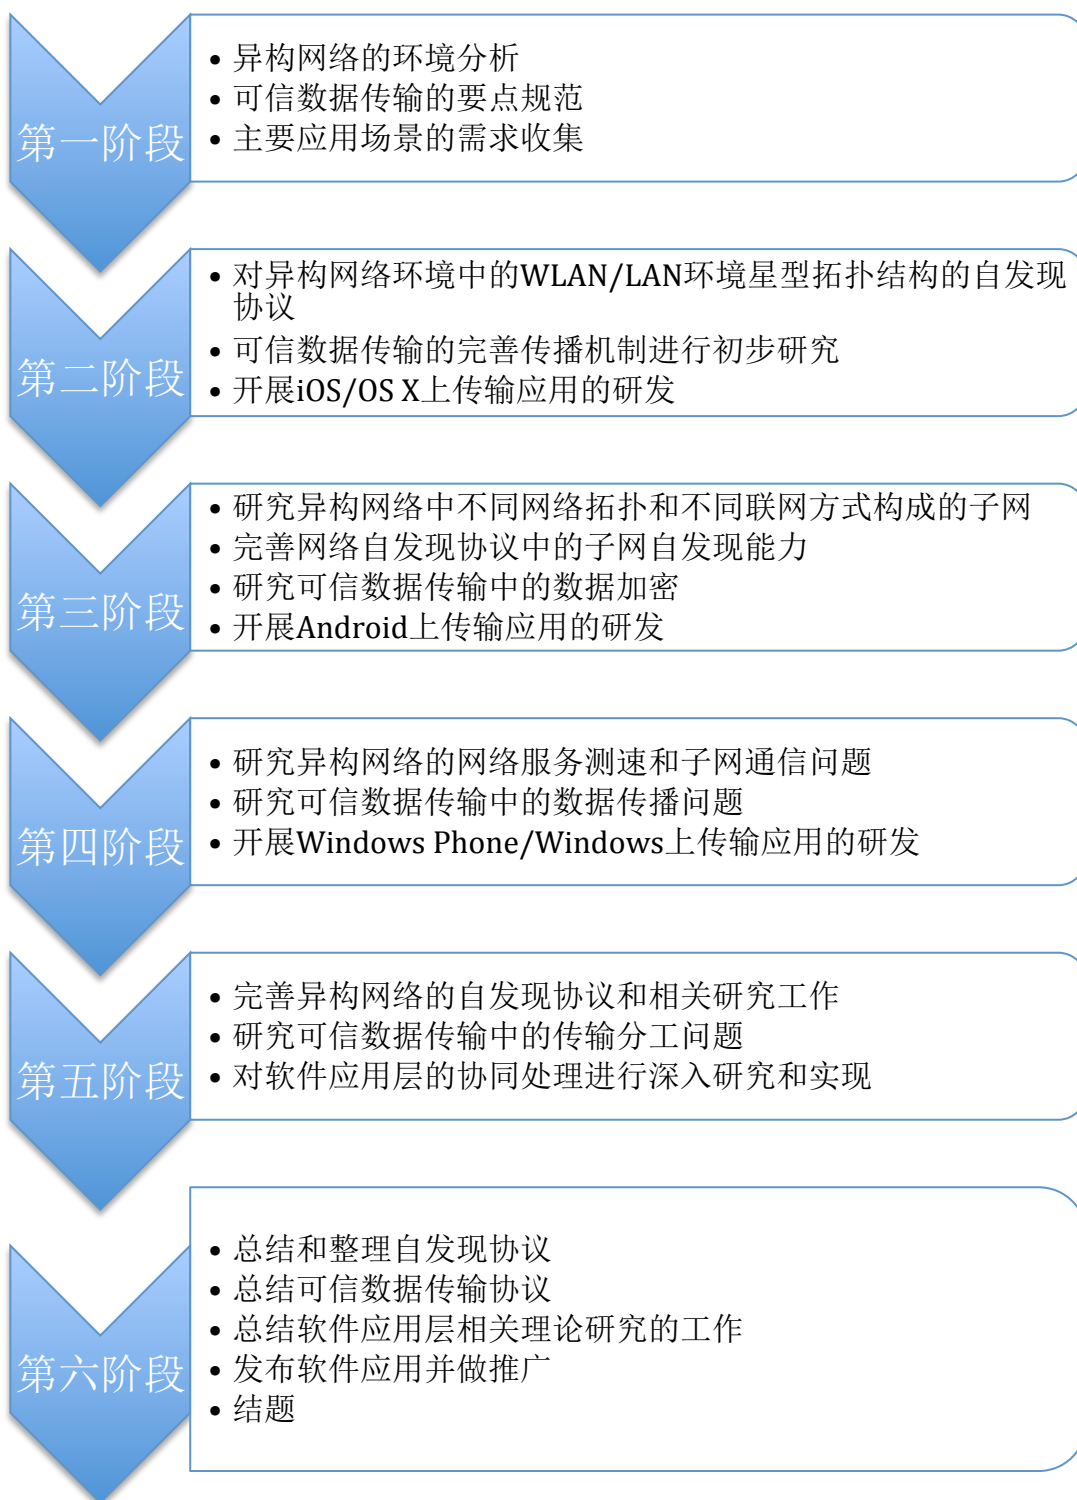 第一阶段
• 异构网络的环境分析
• 可信数据传输的要点规范
• 主要应用场景的需求收集
第二阶段
• 对异构网络环境中的WLAN/LAN环境星型拓扑结构的自发现
协议
• 可信数据传输的完善传播机制进行初步研究
• 开展iOS/OS X上传输应用的研发
第三阶段
• 研究异构网络中不同网络拓扑和不同联网方式构成的子网
• 完善网络自发现协议中的子网自发现能力
• 研究可信数据传输中的数据加密
• 开展Android上传输应用的研发
第四阶段
• 研究异构网络的网络服务测速和子网通信问题
• 研究可信数据传输中的数据传播问题
• 开展Windows Phone/Windows上传输应用的研发
第五阶段
• 完善异构网络的自发现协议和相关研究工作
• 研究可信数据传输中的传输分工问题
• 对软件应用层的协同处理进行深入研究和实现
第六阶段
• 总结和整理自发现协议
• 总结可信数据传输协议
• 总结软件应用层相关理论研究的工作
• 发布软件应用并做推广
• 结题